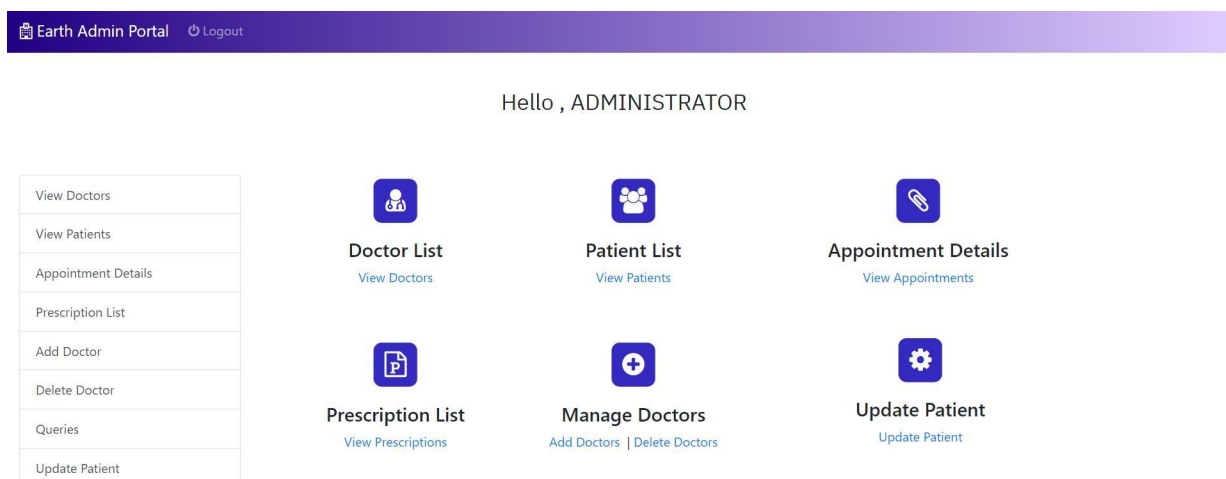 Earth Admin Portal Logout
Hello , ADMINISTRATOR
View Doctors
View Patients
Appointment Details
Prescription List
Add Doctor
Delete Doctor
Queries
Update Patient
Doctor List
View Doctors
Patient List
View Patients
Appointment Details
View Appointments
P
Prescription List
View Prescriptions
Manage Doctors
Add Doctors | Delete Doctors
Update Patient
Update Patient